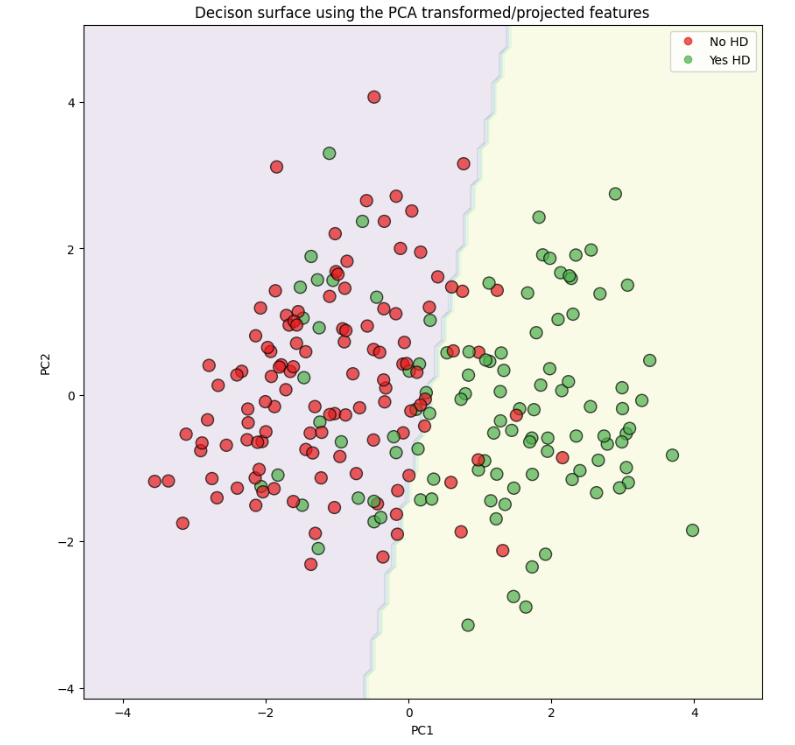 Decison surface using the PCA transformed/projected features
No HD
Yes HD
4
2
0
−2
−4
PC2
−4
−2
0
2
4
PC1